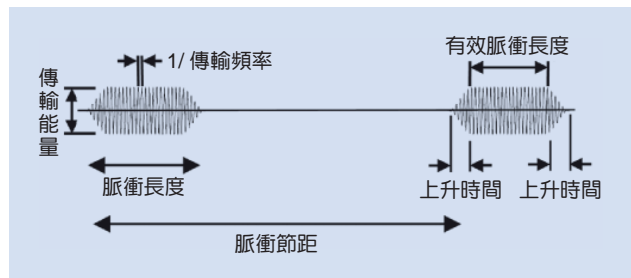 有效脈衝長度
1/ 傳輸頻率
傳輸能量
脈衝長度
上升時間
上升時間
脈衝節距